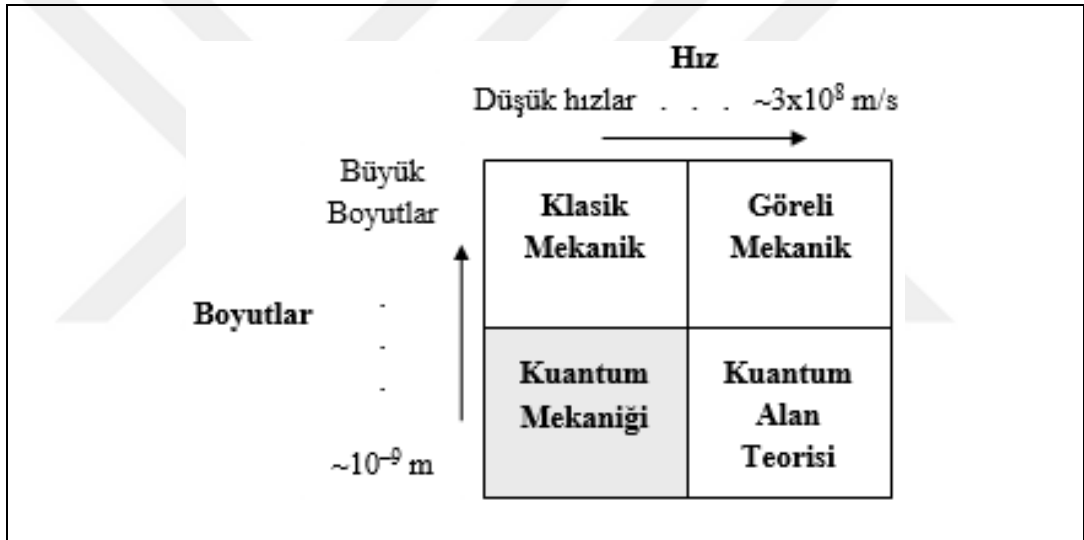 Hız
Düşük hızlar . . . ~3x10⁸ m/s
Büyük
Boyutlar
Klasik
Mekanik
Göreli
Mekanik
Boyutlar
.
.
.
Kuantum
Mekaniği
Kuantum
Alan
Teorisi
~10⁻⁹ m